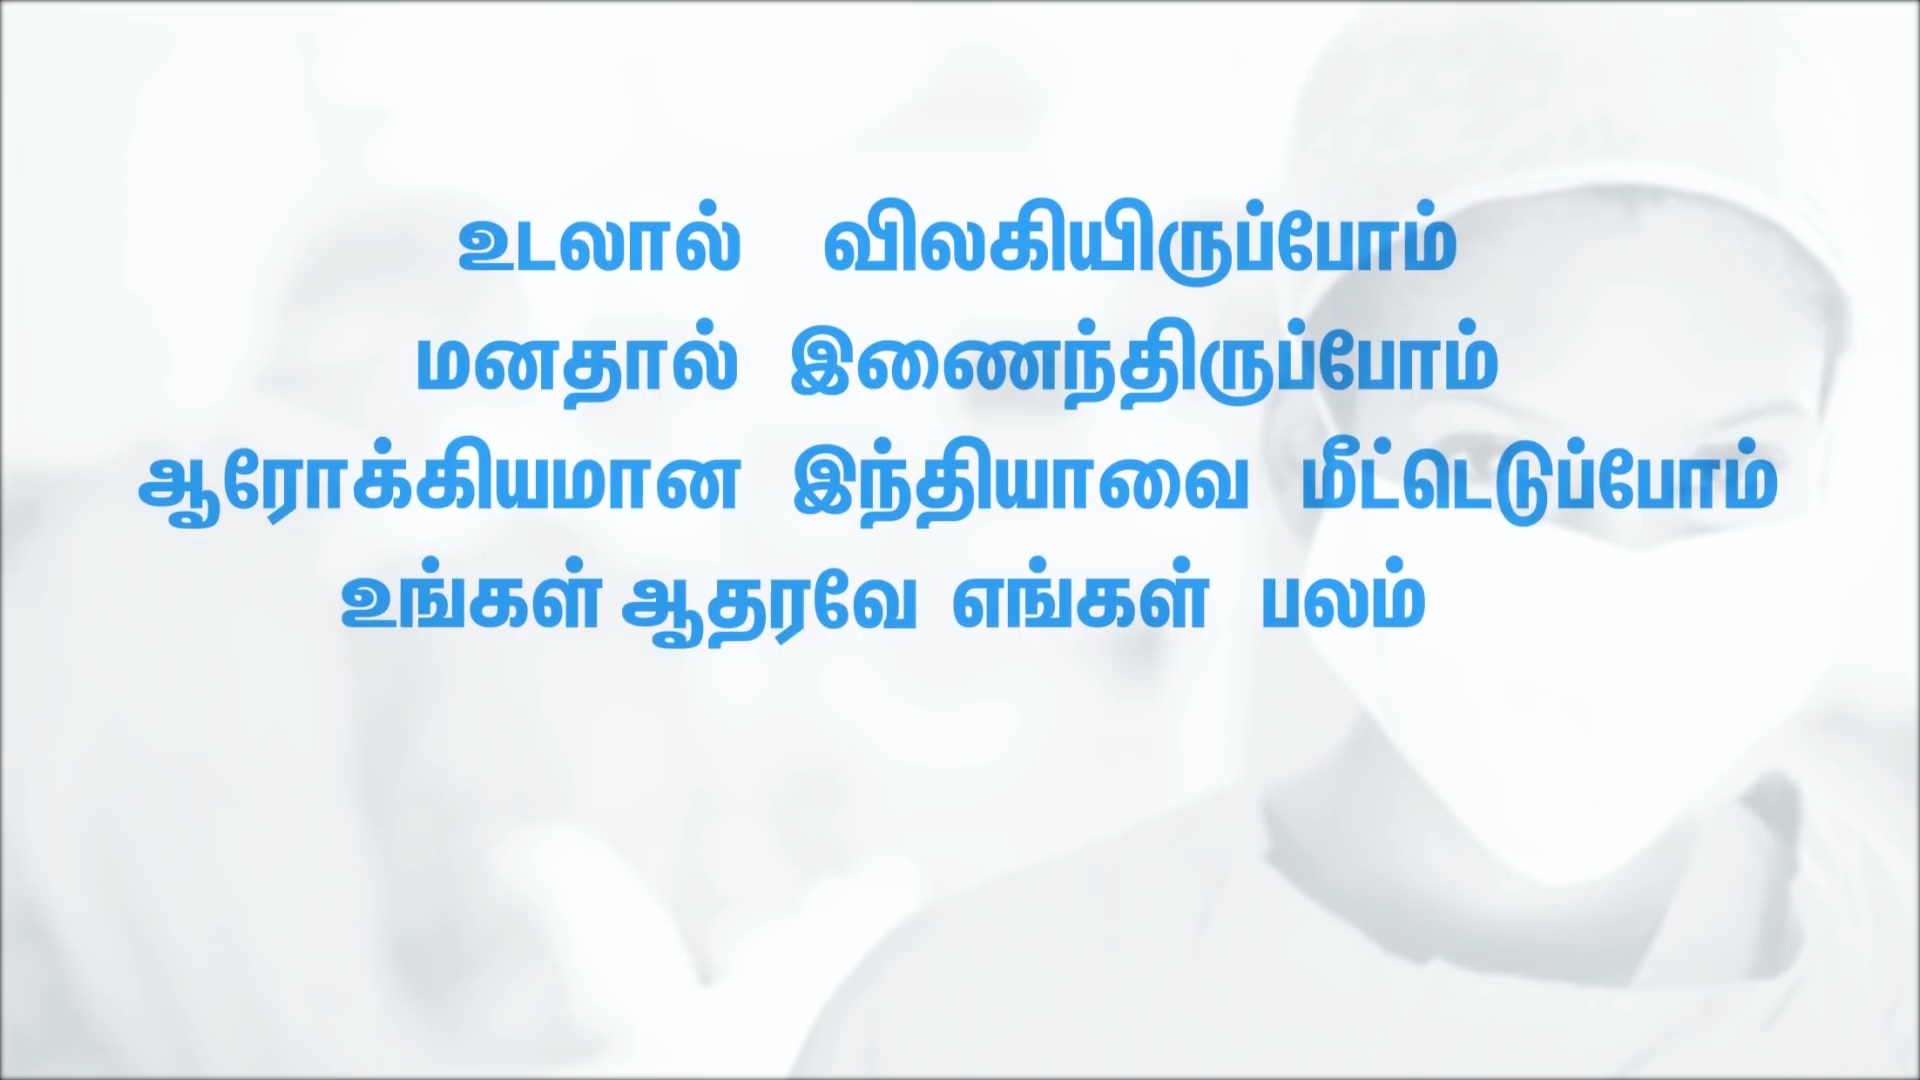 உடலால் விலகியிருப்போம்
மனதால் இணைந்திருப்போம்
ஆரோக்கியமான இந்தியாவை மீட்டெடுப்போம்
உங்கள் ஆதரவே எங்கள் பலம்